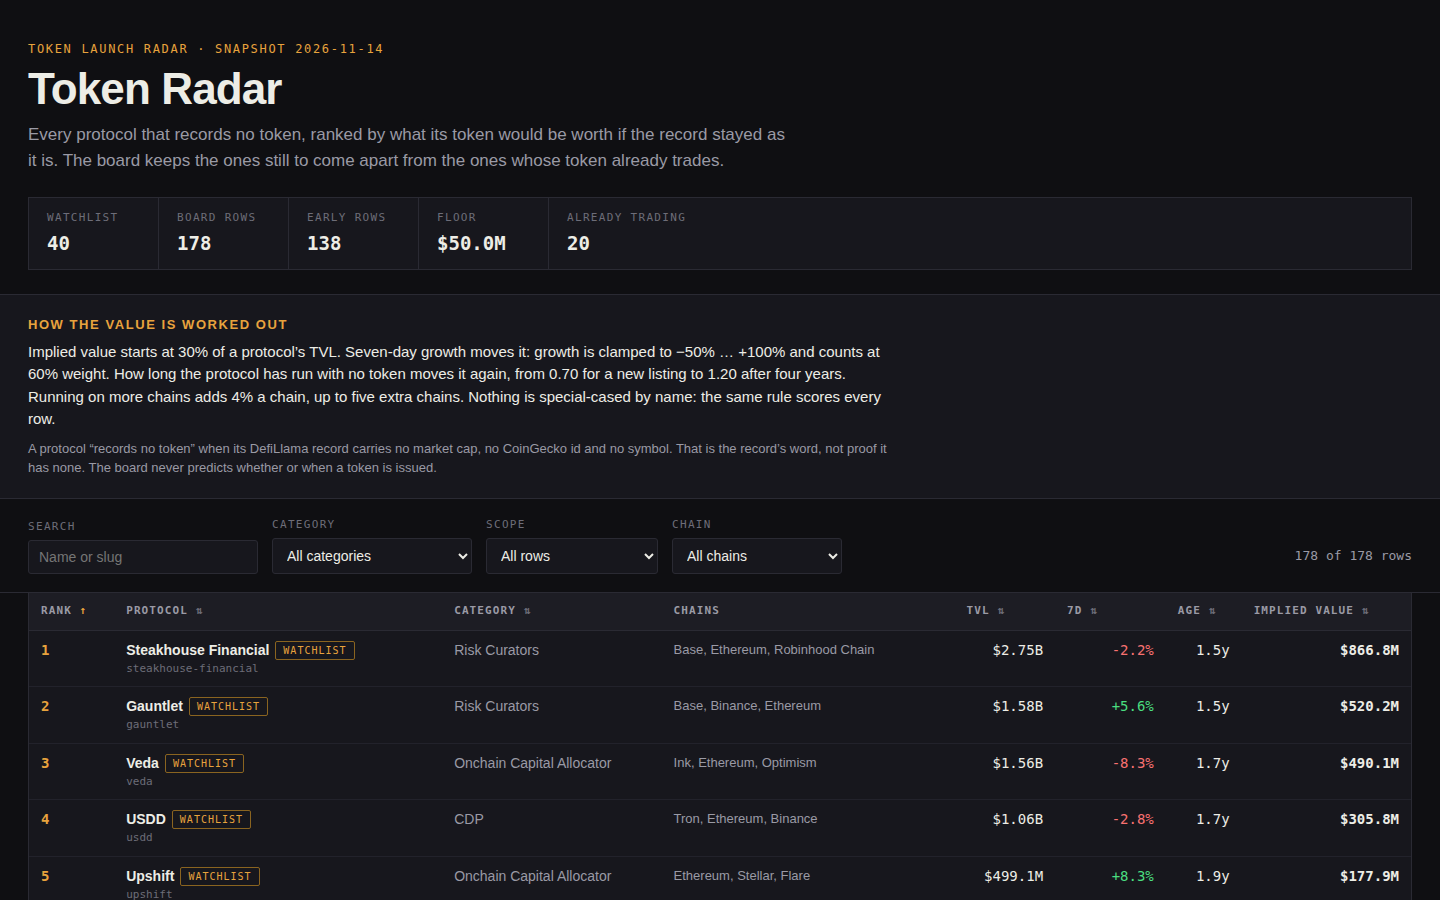 TOKEN LAUNCH RADAR · SNAPSHOT 2026-11-14
Token Radar
Every protocol that records no token, ranked by what its token would be worth if the record stayed as
it is. The board keeps the ones still to come apart from the ones whose token already trades.
WATCHLIST BOARD ROWS EARLY ROWS FLOOR ALREADY TRADING
40 178 138 $50.0M 20
HOW THE VALUE IS WORKED OUT
Implied value starts at 30% of a protocol’s TVL. Seven-day growth moves it: growth is clamped to −50% … +100% and counts at
60% weight. How long the protocol has run with no token moves it again, from 0.70 for a new listing to 1.20 after four years.
Running on more chains adds 4% a chain, up to five extra chains. Nothing is special-cased by name: the same rule scores every
row.
A protocol “records no token” when its DefiLlama record carries no market cap, no CoinGecko id and no symbol. That is the record’s word, not proof it
has none. The board never predicts whether or when a token is issued.
SEARCH CATEGORY SCOPE CHAIN
Name or slug All categories All rows All chains 178 of 178 rows
RANK ↑ PROTOCOL ⇅ CATEGORY ⇅ CHAINS TVL ⇅ 7D ⇅ AGE ⇅ IMPLIED VALUE ⇅
1 Steakhouse Financial WATCHLIST Risk Curators Base, Ethereum, Robinhood Chain $2.75B -2.2% 1.5y $866.8M
steakhouse-financial
2 Gauntlet WATCHLIST Risk Curators Base, Binance, Ethereum $1.58B +5.6% 1.5y $520.2M
gauntlet
3 Veda WATCHLIST Onchain Capital Allocator Ink, Ethereum, Optimism $1.56B -8.3% 1.7y $490.1M
veda
4 USDD WATCHLIST CDP Tron, Ethereum, Binance $1.06B -2.8% 1.7y $305.8M
usdd
5 Upshift WATCHLIST Onchain Capital Allocator Ethereum, Stellar, Flare $499.1M +8.3% 1.9y $177.9M
upshift